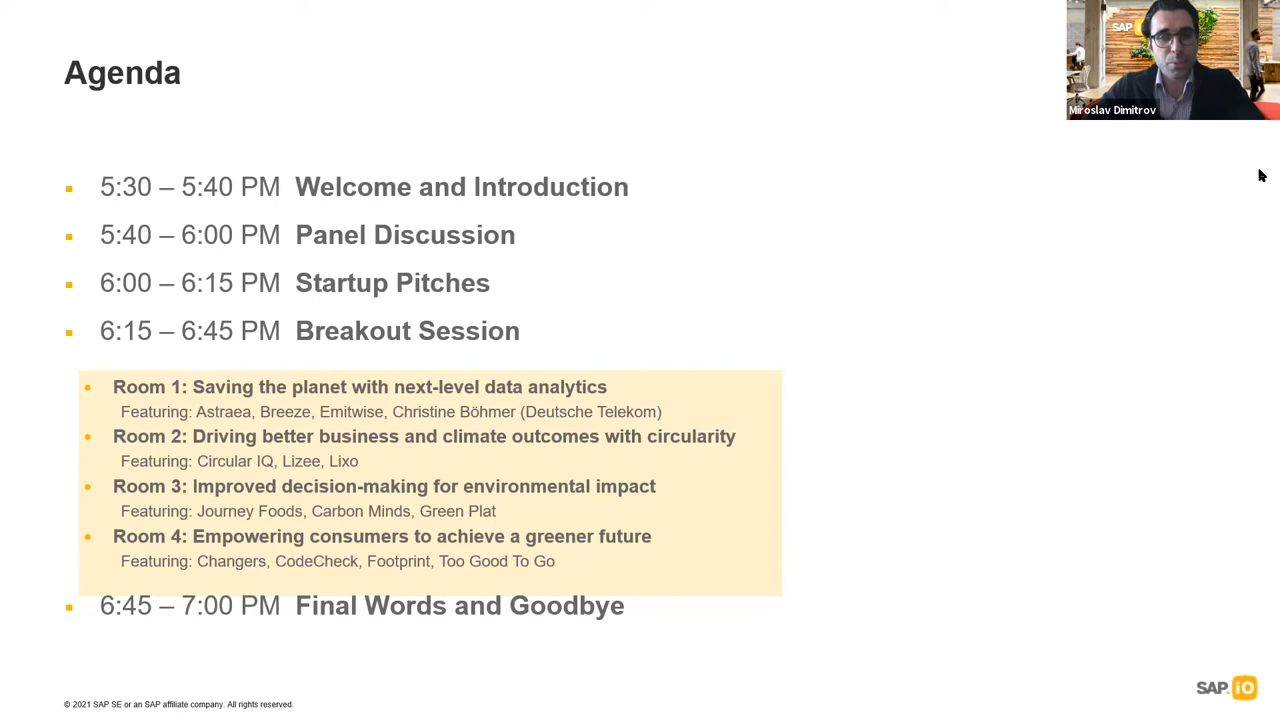 Agenda
SAP
Miroslav Dimitrov
5:30 – 5:40 PM Welcome and Introduction
5:40 – 6:00 PM Panel Discussion
6:00 – 6:15 PM Startup Pitches
6:15 – 6:45 PM Breakout Session
Room 1: Saving the planet with next-level data analytics
Featuring: Astraea, Breeze, Emitwise, Christine Böhmer (Deutsche Telekom)
Room 2: Driving better business and climate outcomes with circularity
Featuring: Circular IQ, Lizee, Lixo
Room 3: Improved decision-making for environmental impact
Featuring: Journey Foods, Carbon Minds, Green Plat
Room 4: Empowering consumers to achieve a greener future
Featuring: Changers, CodeCheck, Footprint, Too Good To Go
6:45 – 7:00 PM Final Words and Goodbye
© 2021 SAP SE or an SAP affiliate company. All rights reserved.
SAP.iO